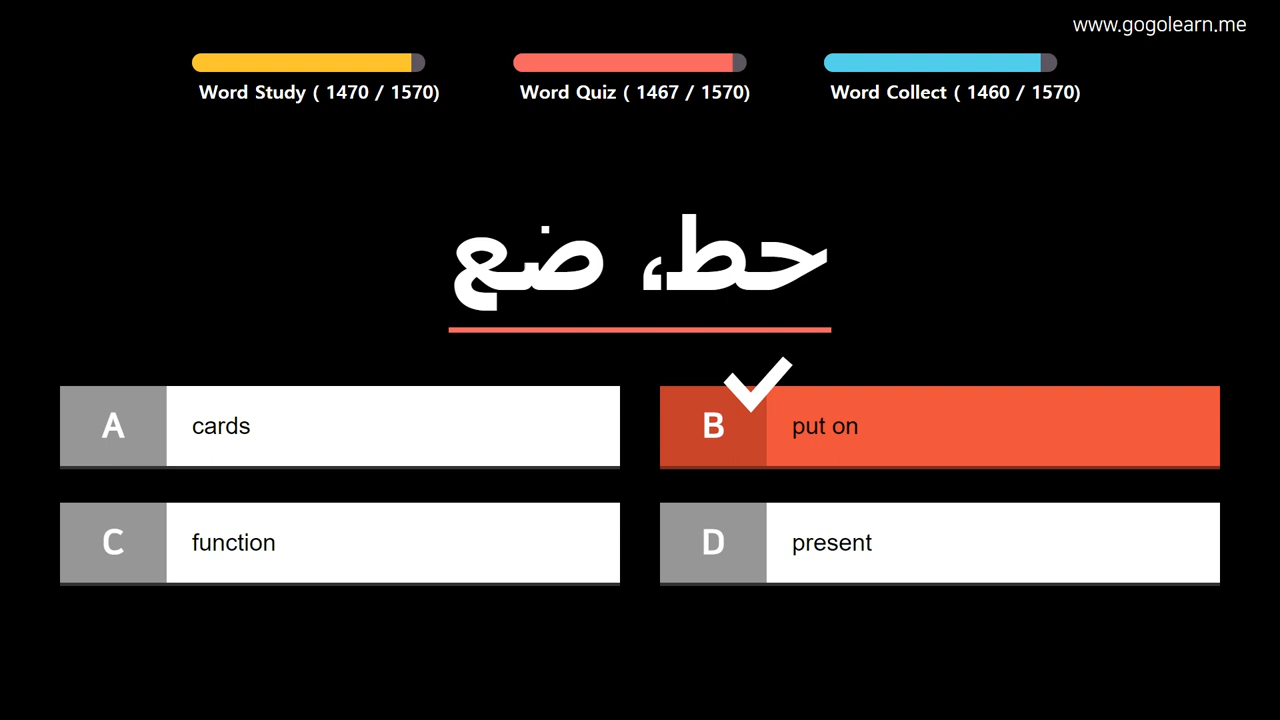 www.gogolearn.me
Word Study ( 1470 / 1570)
Word Quiz ( 1467 / 1570)
Word Collect ( 1460 / 1570)
حط، ضع
A cards
B put on
C function
D present